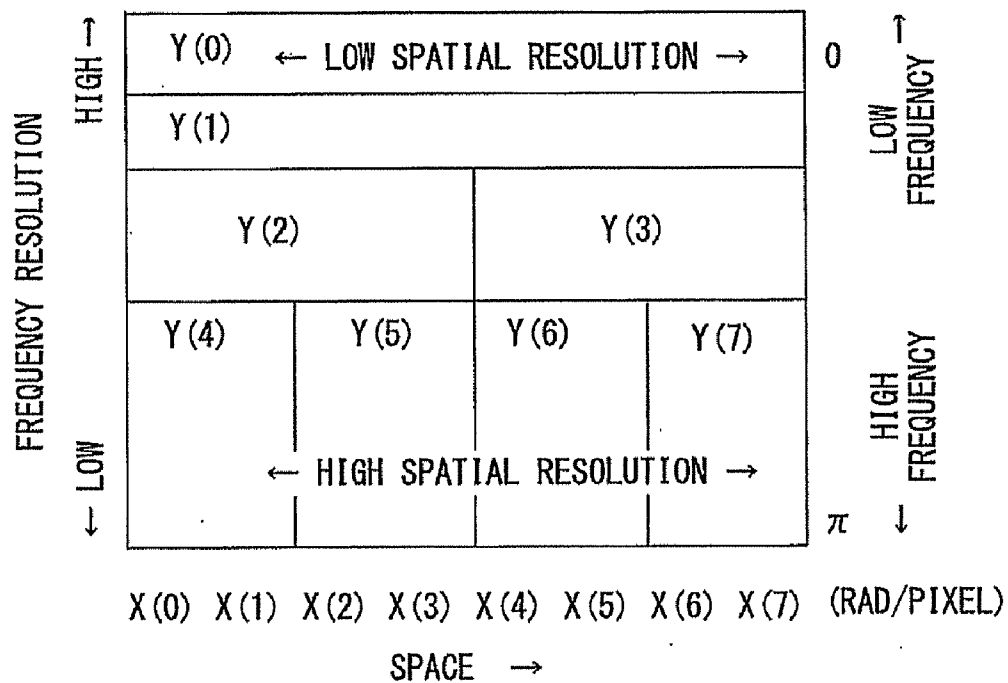 FREQUENCY RESOLUTION
← LOW HIGH →
Y(0) ← LOW SPATIAL RESOLUTION → 0
Y(1)
Y(2) Y(3)
Y(4) Y(5) Y(6) Y(7)
← HIGH SPATIAL RESOLUTION →
π
LOW FREQUENCY →
← HIGH FREQUENCY
X(0) X(1) X(2) X(3) X(4) X(5) X(6) X(7) (RAD/PIXEL)
SPACE →